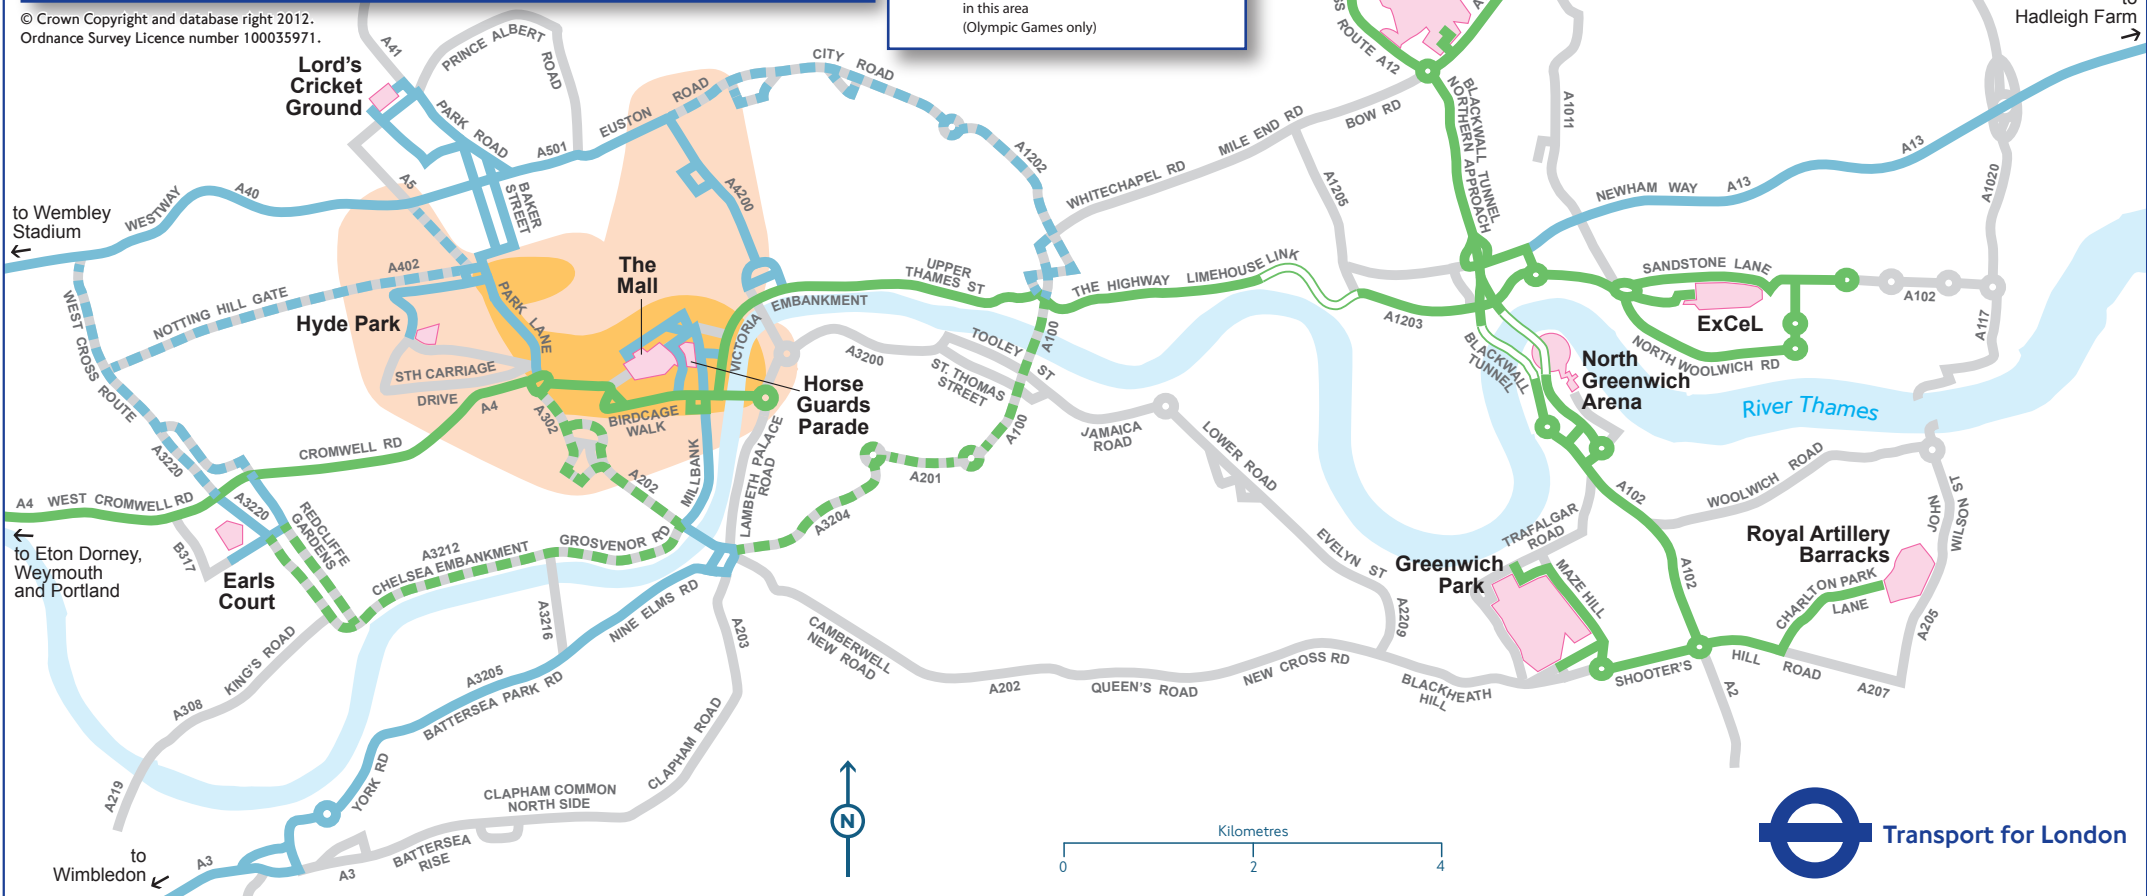 © Crown Copyright and database right 2012.
Ordnance Survey Licence number 100035971.
in this area
(Olympic Games only)
to
Hadleigh Farm
Lord's
Cricket
Ground
A41
PRINCE ALBERT
ROAD
PARK ROAD
A501
EUSTON ROAD
CITY ROAD
A1202
A4200
A5
BAKER
STREET
WESTWAY
A40
to Wembley
Stadium
WEST CROSS ROUTE
NOTTING HILL GATE
A402
Hyde Park
PARK LANE
The
Mall
STH CARRIAGE
DRIVE
A4
A302
BIRDCAGE
WALK
Horse
Guards
Parade
VICTORIA
EMBANKMENT
UPPER
THAMES ST
THE HIGHWAY
LIMEHOUSE LINK
A1203
WHITECHAPEL RD
MILE END RD
BOW RD
A1205
ROUTE A12
BLACKWALL TUNNEL
NORTHERN APPROACH
A1011
NEWHAM WAY
A13
A13
A1020
SANDSTONE LANE
ExCeL
A102
A117
NORTH WOOLWICH RD
BLACKWALL
TUNNEL
North
Greenwich
Arena
River Thames
A3200
TOOLEY ST
ST. THOMAS
STREET
A100
A100
A201
JAMAICA
ROAD
LOWER ROAD
EVELYN ST
A2209
CROMWELL RD
A4 WEST CROMWELL RD
A3220
A3220
REDCLIFFE
GARDENS
B317
Earls
Court
to Eton Dorney,
Weymouth
and Portland
A202
MILLBANK
LAMBETH PALACE
ROAD
A3204
A3212
CHELSEA EMBANKMENT
GROSVENOR RD
A3216
NINE ELMS RD
A203
CAMBERWELL
NEW ROAD
A202
QUEEN'S ROAD
NEW CROSS RD
BLACKHEATH
HILL
TRAFALGAR
ROAD
Greenwich
Park
MAZE HILL
A102
A102
WOOLWICH ROAD
Royal Artillery
Barracks
JOHN
WILSON ST
CHARLTON PARK
LANE
A205
SHOOTER'S
HILL
ROAD
A207
A2
KING'S ROAD
A308
A219
A3205
BATTERSEA PARK RD
YORK RD
CLAPHAM ROAD
CLAPHAM COMMON
NORTH SIDE
BATTERSEA
RISE
A3
A3
to
Wimbledon
N
Kilometres
0 2 4
Transport for London